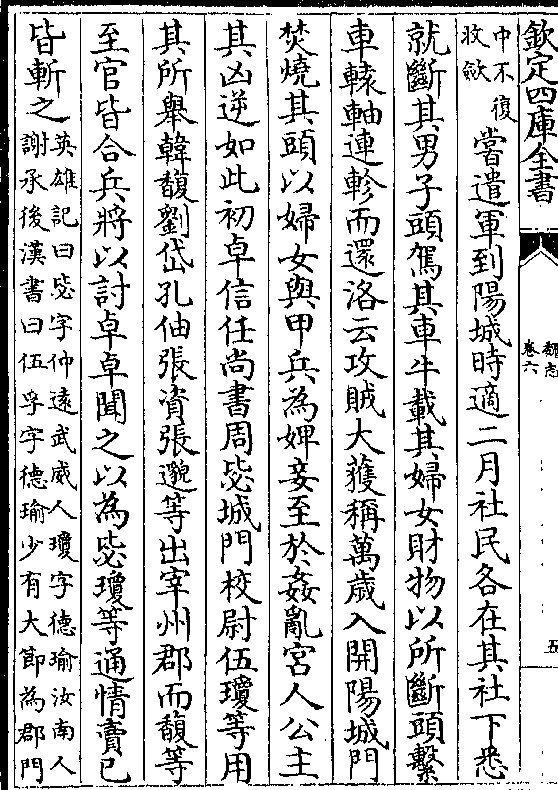 欽定四庫全書
魏志
卷六
五
中不復
收斂
嘗遣軍到陽城時適二月社民各在其社下悉
就斷其男子頭駕其車牛載其婦女財物以所斷頭繫
車轅軸連軫而還洛云攻賊大獲稱萬歲入開陽城門
焚燒其頭以婦女與甲兵為婢妾至於姦亂宮人公主
其凶逆如此初卓信任尚書周毖城門校尉伍瓊等用
其所舉韓馥劉岱孔伷張資張邈等出宰州郡而馥等
至官皆合兵將以討卓卓聞之以為毖瓊等通情賣已
皆斬之
英雄記曰毖字仲遠武威人瓊字德瑜汝南人
謝承後漢書曰伍孚字德瑜少有大節為郡門